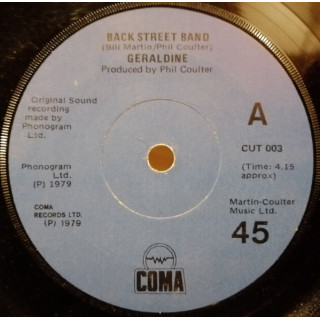 BACK STREET BAND
(Bill Martin/Phil Coulter)
GERALDINE
Produced by Phil Coulter
Original Sound
recording
made by
Phonogram
Ltd.
A
CUT 003
Phonogram
Ltd.
(P) 1979
(Time: 4.15
approx)
COMA
RECORDS LTD.
(P) 1979
Martin-Coulter
Music Ltd.
45
COMA